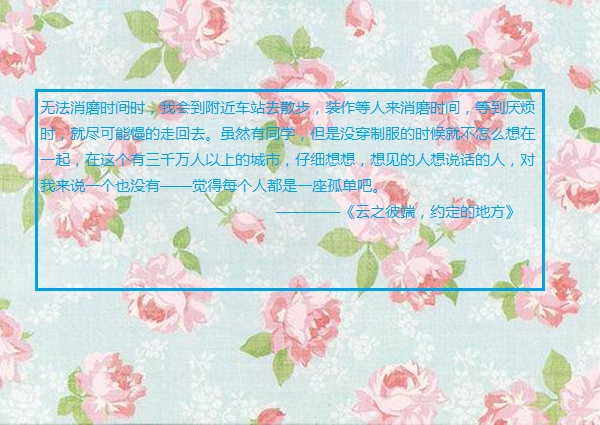 无法消磨时间时，我会到附近车站去散步，装作等人来消磨时间，等到厌烦
时，就尽可能慢的走回去。虽然有同学，但是没穿制服的时候就不怎么想在
一起，在这个有三千万人以上的城市，仔细想想，想见的人想说话的人，对
我来说一个也没有——觉得每个人都是一座孤单吧。
————《云之彼端，约定的地方》